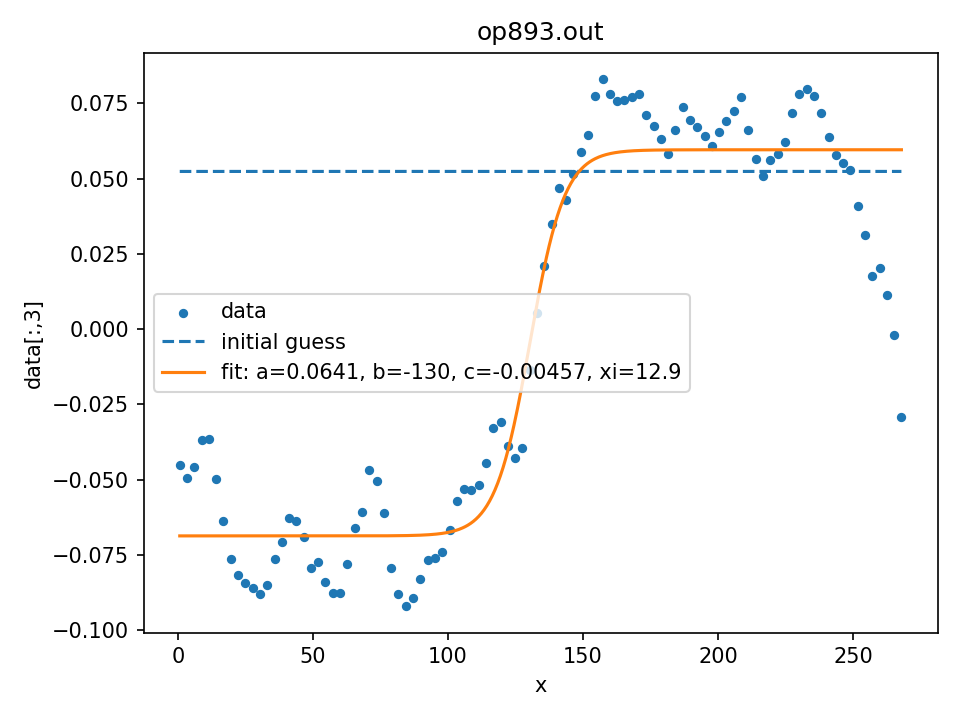 op893.out
0.075
0.050
0.025
0.000
−0.025
−0.050
−0.075
−0.100
data[:,3]
data
initial guess
fit: a=0.0641, b=-130, c=-0.00457, xi=12.9
0 50 100 150 200 250
x